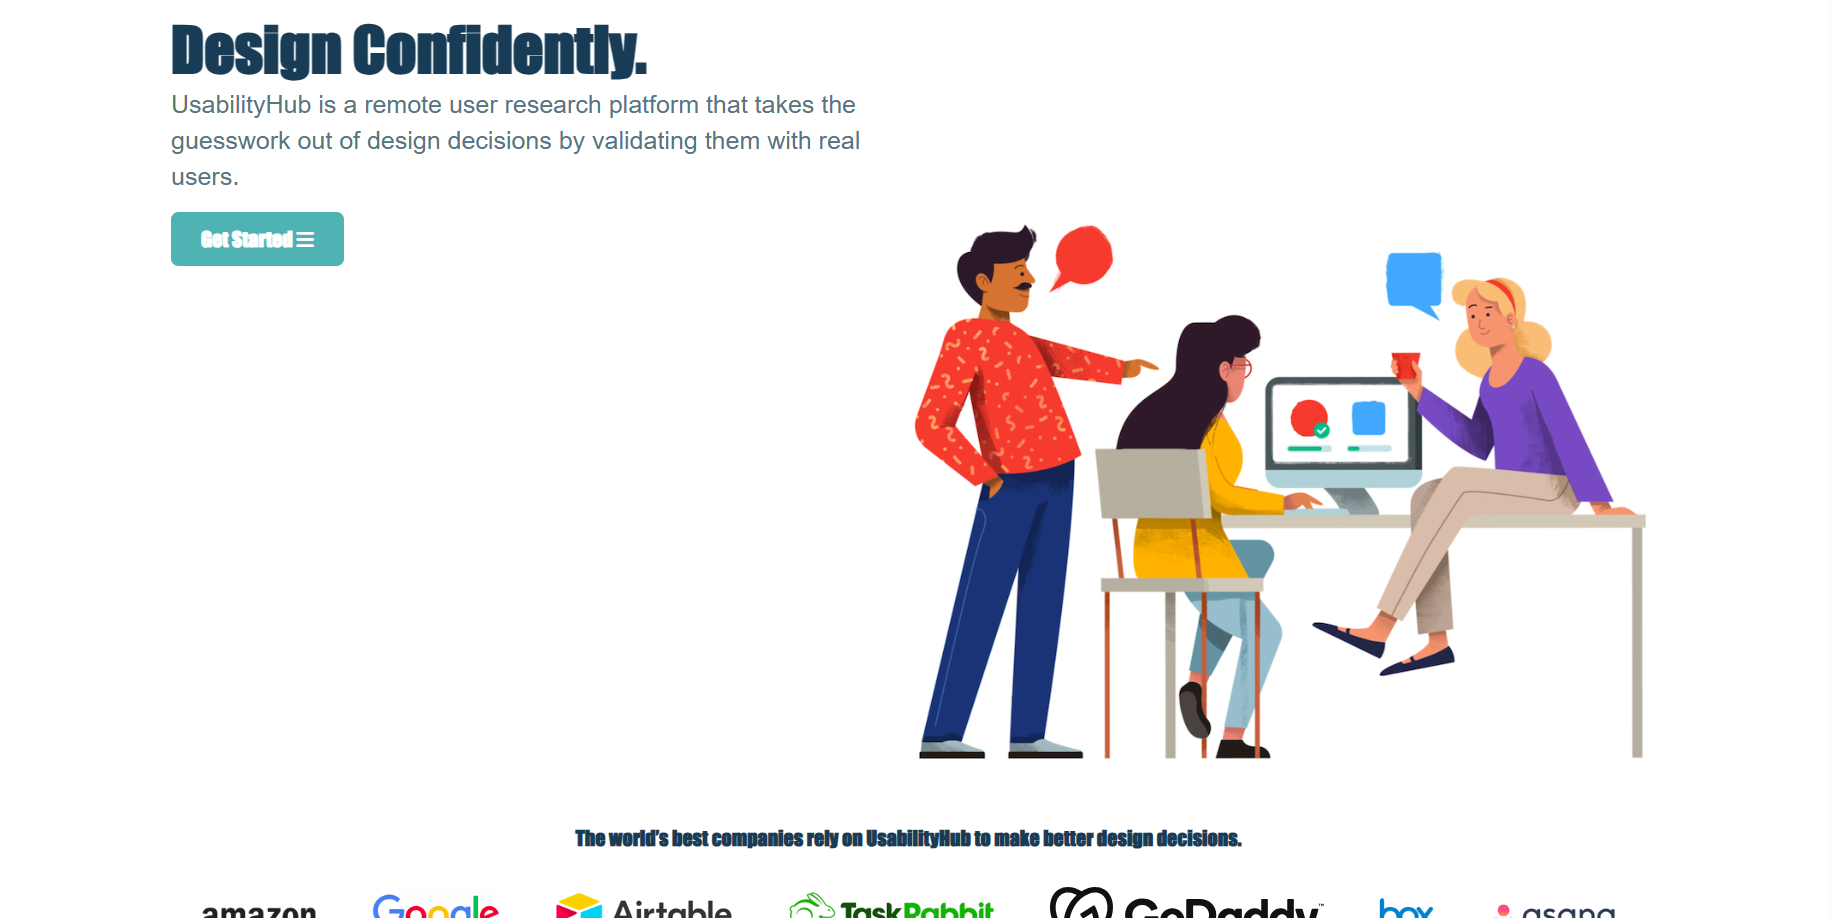 Design Confidently.
UsabilityHub is a remote user research platform that takes the
guesswork out of design decisions by validating them with real
users.
Get Started
The world's best companies rely on UsabilityHub to make better design decisions.
amazon Google Airtable TaskRabbit GoDaddy™ box asana